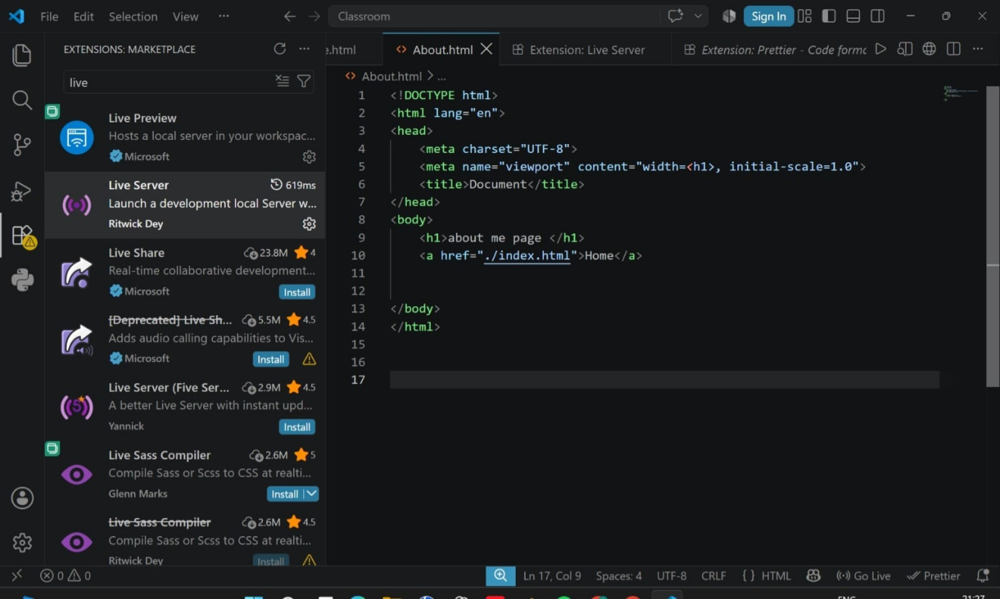 File Edit Selection View ··· Classroom Sign In
EXTENSIONS: MARKETPLACE
live
Live Preview
Hosts a local server in your workspac...
Microsoft
Live Server 619ms
Launch a development local Server w...
Ritwick Dey
Live Share 23.8M 4
Real-time collaborative development...
Microsoft Install
[Deprecated] Live Sh... 5.5M 4.5
Adds audio calling capabilities to Vis...
Microsoft Install
Live Server (Five Ser... 2.9M 4.5
A better Live Server with instant upd...
Yannick Install
Live Sass Compiler 2.6M 5
Compile Sass or Scss to CSS at realti...
Glenn Marks Install
Live Sass Compiler 2.6M 4.5
Compile Sass or Scss to CSS at realti...
Ritwick Dey Install
e.html About.html Extension: Live Server Extension: Prettier - Code forma
About.html > ...
1 <!DOCTYPE html>
2 <html lang="en">
3 <head>
4 <meta charset="UTF-8">
5 <meta name="viewport" content="width=<h1>, initial-scale=1.0">
6 <title>Document</title>
7 </head>
8 <body>
9 <h1>about me page </h1>
10 <a href="./index.html">Home</a>
11
12
13 </body>
14 </html>
15
16
17
0 0 Ln 17, Col 9 Spaces: 4 UTF-8 CRLF { } HTML Go Live Prettier
ENG 21:27